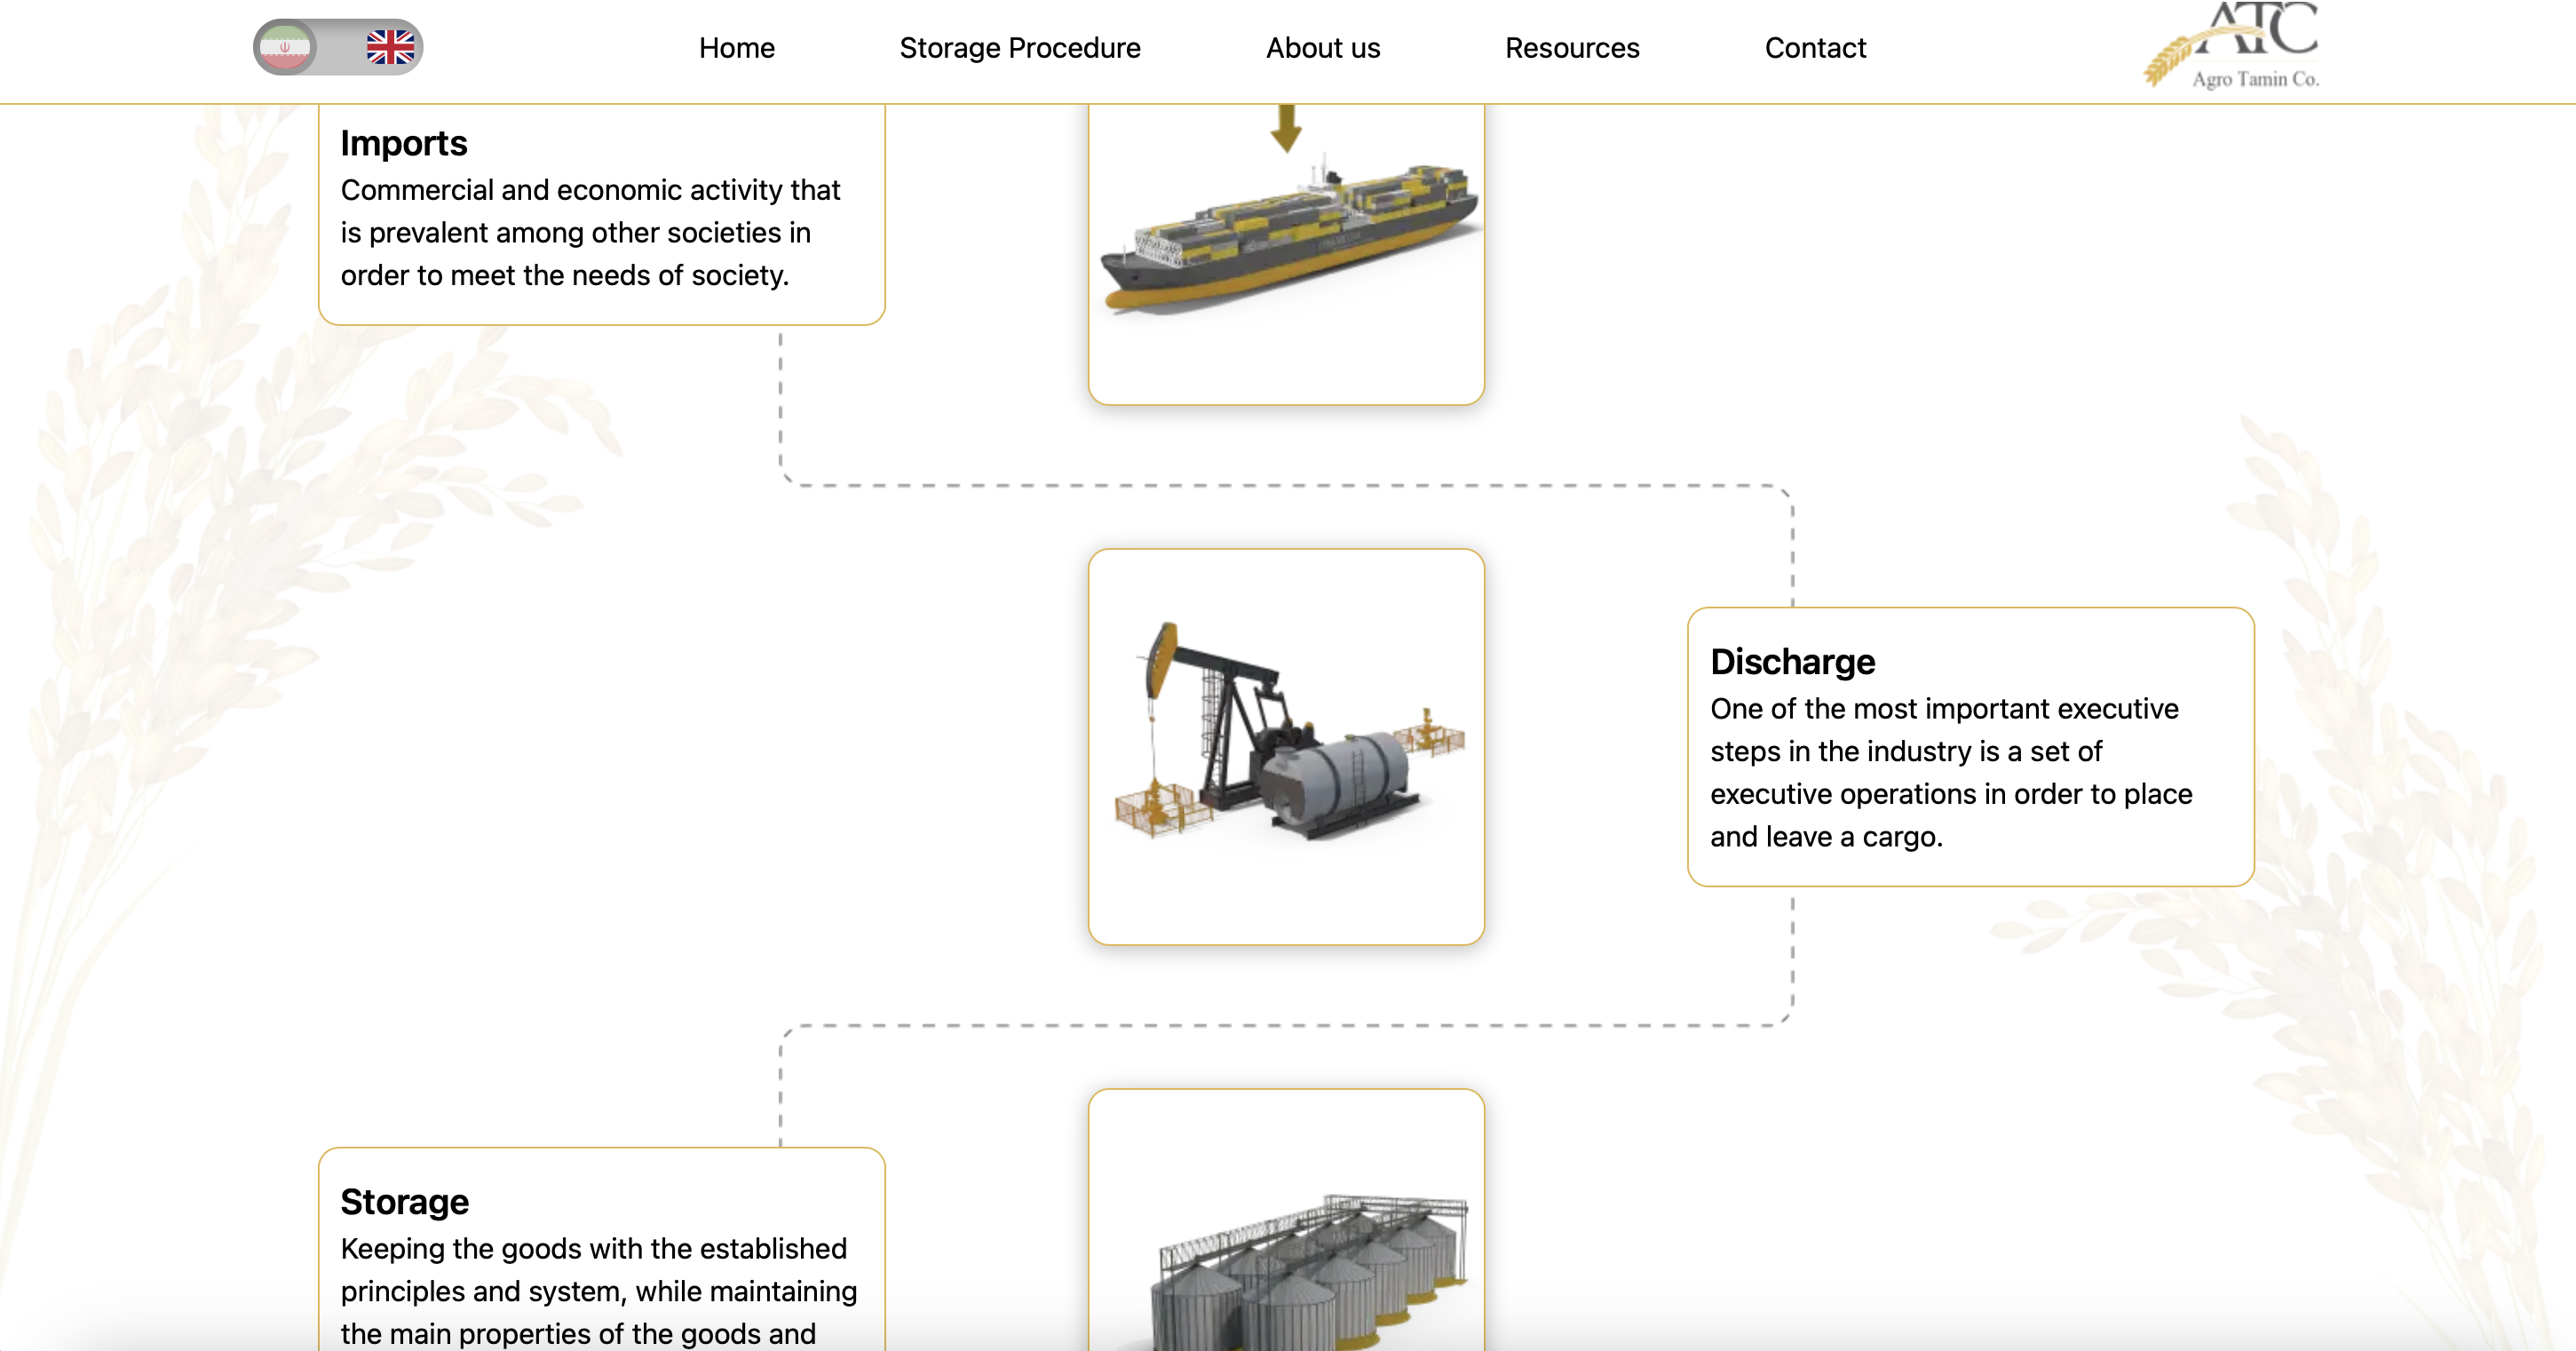 Home
Storage Procedure
About us
Resources
Contact
ATC
Agro Tamin Co.
Imports
Commercial and economic activity that
is prevalent among other societies in
order to meet the needs of society.
Discharge
One of the most important executive
steps in the industry is a set of
executive operations in order to place
and leave a cargo.
Storage
Keeping the goods with the established
principles and system, while maintaining
the main properties of the goods and